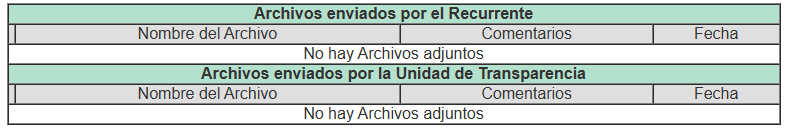 Archivos enviados por el Recurrente
Nombre del Archivo Comentarios Fecha
No hay Archivos adjuntos
Archivos enviados por la Unidad de Transparencia
Nombre del Archivo Comentarios Fecha
No hay Archivos adjuntos